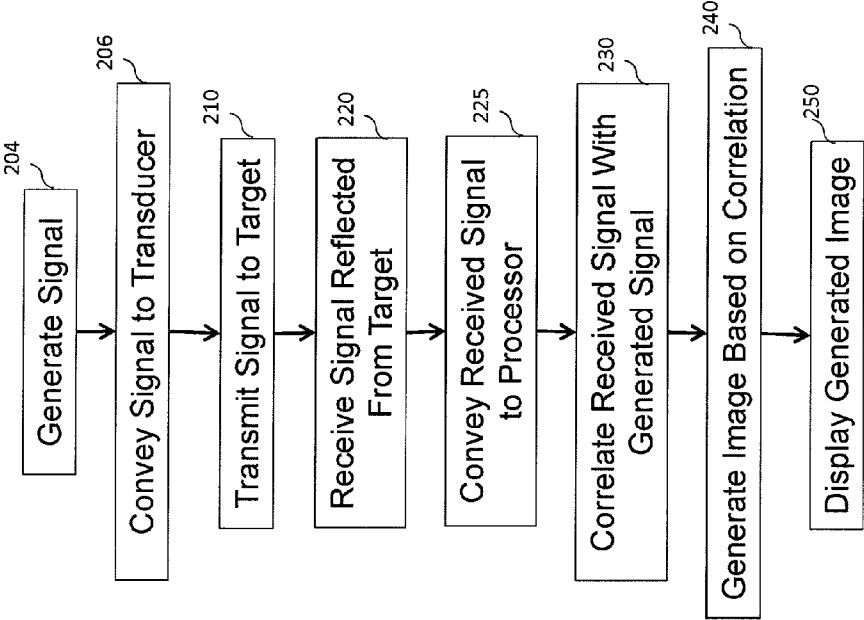 204
Generate Signal
206
Convey Signal to Transducer
210
Transmit Signal to Target
220
Receive Signal Reflected
From Target
225
Convey Received Signal
to Processor
230
Correlate Received Signal With
Generated Signal
240
Generate Image Based on Correlation
250
Display Generated Image